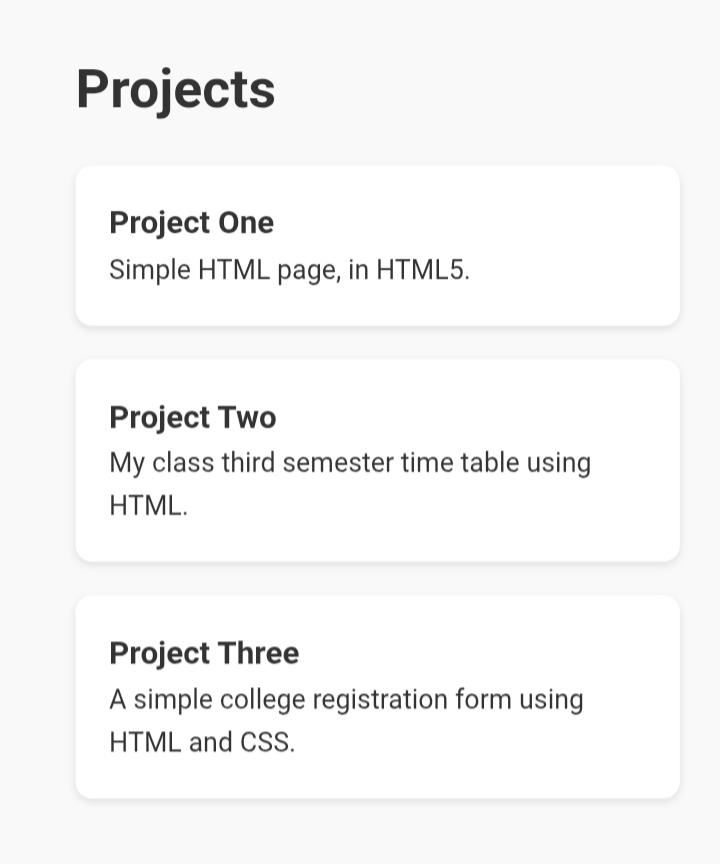 Projects
Project One
Simple HTML page, in HTML5.
Project Two
My class third semester time table using
HTML.
Project Three
A simple college registration form using
HTML and CSS.